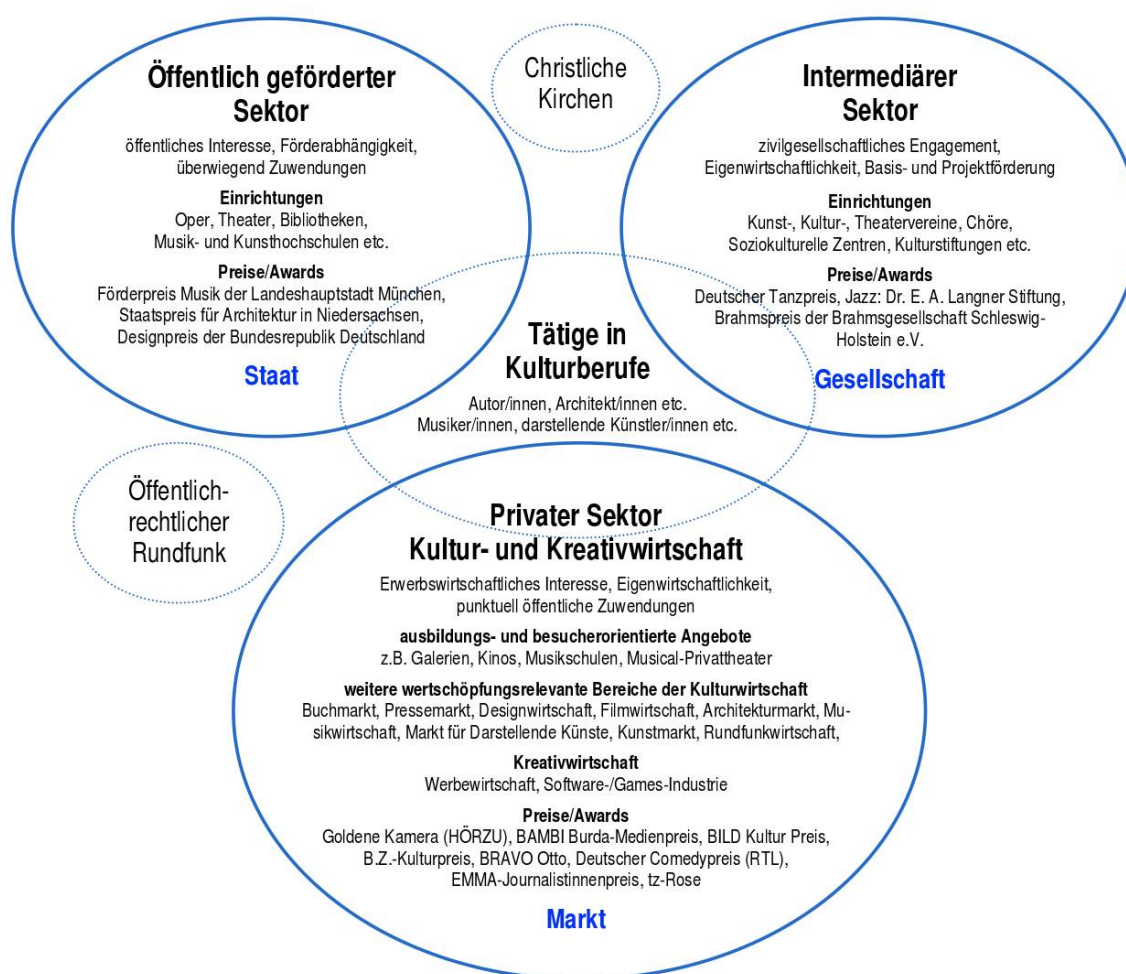 Öffentlich geförderter
Sektor
öffentliches Interesse, Förderabhängigkeit,
überwiegend Zuwendungen
Einrichtungen
Oper, Theater, Bibliotheken,
Musik- und Kunsthochschulen etc.
Preise/Awards
Förderpreis Musik der Landeshauptstadt München,
Staatspreis für Architektur in Niedersachsen,
Designpreis der Bundesrepublik Deutschland
Staat
Christliche
Kirchen
Intermediärer
Sektor
zivilgesellschaftliches Engagement,
Eigenwirtschaftlichkeit, Basis- und Projektförderung
Einrichtungen
Kunst-, Kultur-, Theatervereine, Chöre,
Soziokulturelle Zentren, Kulturstiftungen etc.
Preise/Awards
Deutscher Tanzpreis, Jazz: Dr. E. A. Langner Stiftung,
Brahmspreis der Brahmsgesellschaft Schleswig-
Holstein e.V.
Gesellschaft
Tätige in
Kulturberufe
Autor/innen, Architekt/innen etc.
Musiker/innen, darstellende Künstler/innen etc.
Öffentlich-
rechtlicher
Rundfunk
Privater Sektor
Kultur- und Kreativwirtschaft
Erwerbswirtschaftliches Interesse, Eigenwirtschaftlichkeit,
punktuell öffentliche Zuwendungen
ausbildungs- und besucherorientierte Angebote
z.B. Galerien, Kinos, Musikschulen, Musical-Privattheater
weitere wertschöpfungsrelevante Bereiche der Kulturwirtschaft
Buchmarkt, Pressemarkt, Designwirtschaft, Filmwirtschaft, Architekturmarkt, Mu-
sikwirtschaft, Markt für Darstellende Künste, Kunstmarkt, Rundfunkwirtschaft,
Kreativwirtschaft
Werbewirtschaft, Software-/Games-Industrie
Preise/Awards
Goldene Kamera (HÖRZU), BAMBI Burda-Medienpreis, BILD Kultur Preis,
B.Z.-Kulturpreis, BRAVO Otto, Deutscher Comedypreis (RTL),
EMMA-Journalistinnenpreis, tz-Rose
Markt